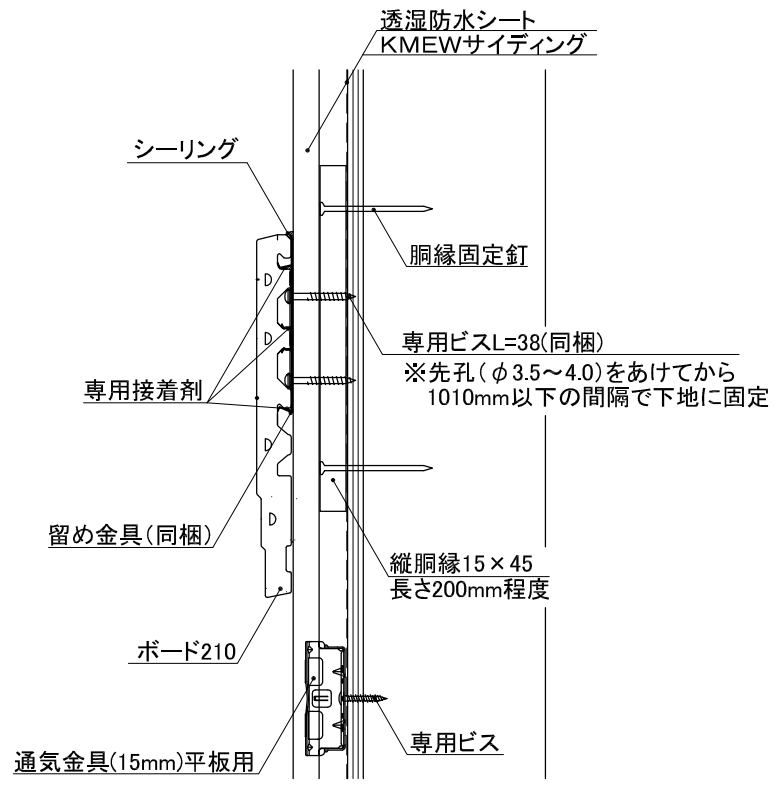 透湿防水シート
KMEWサイディング
シーリング
胴縁固定釘
専用ビスL=38(同梱)
※先孔(φ3.5～4.0)をあけてから
1010mm以下の間隔で下地に固定
専用接着剤
留め金具(同梱)
縦胴縁15×45
長さ200mm程度
ボード210
専用ビス
通気金具(15mm)平板用